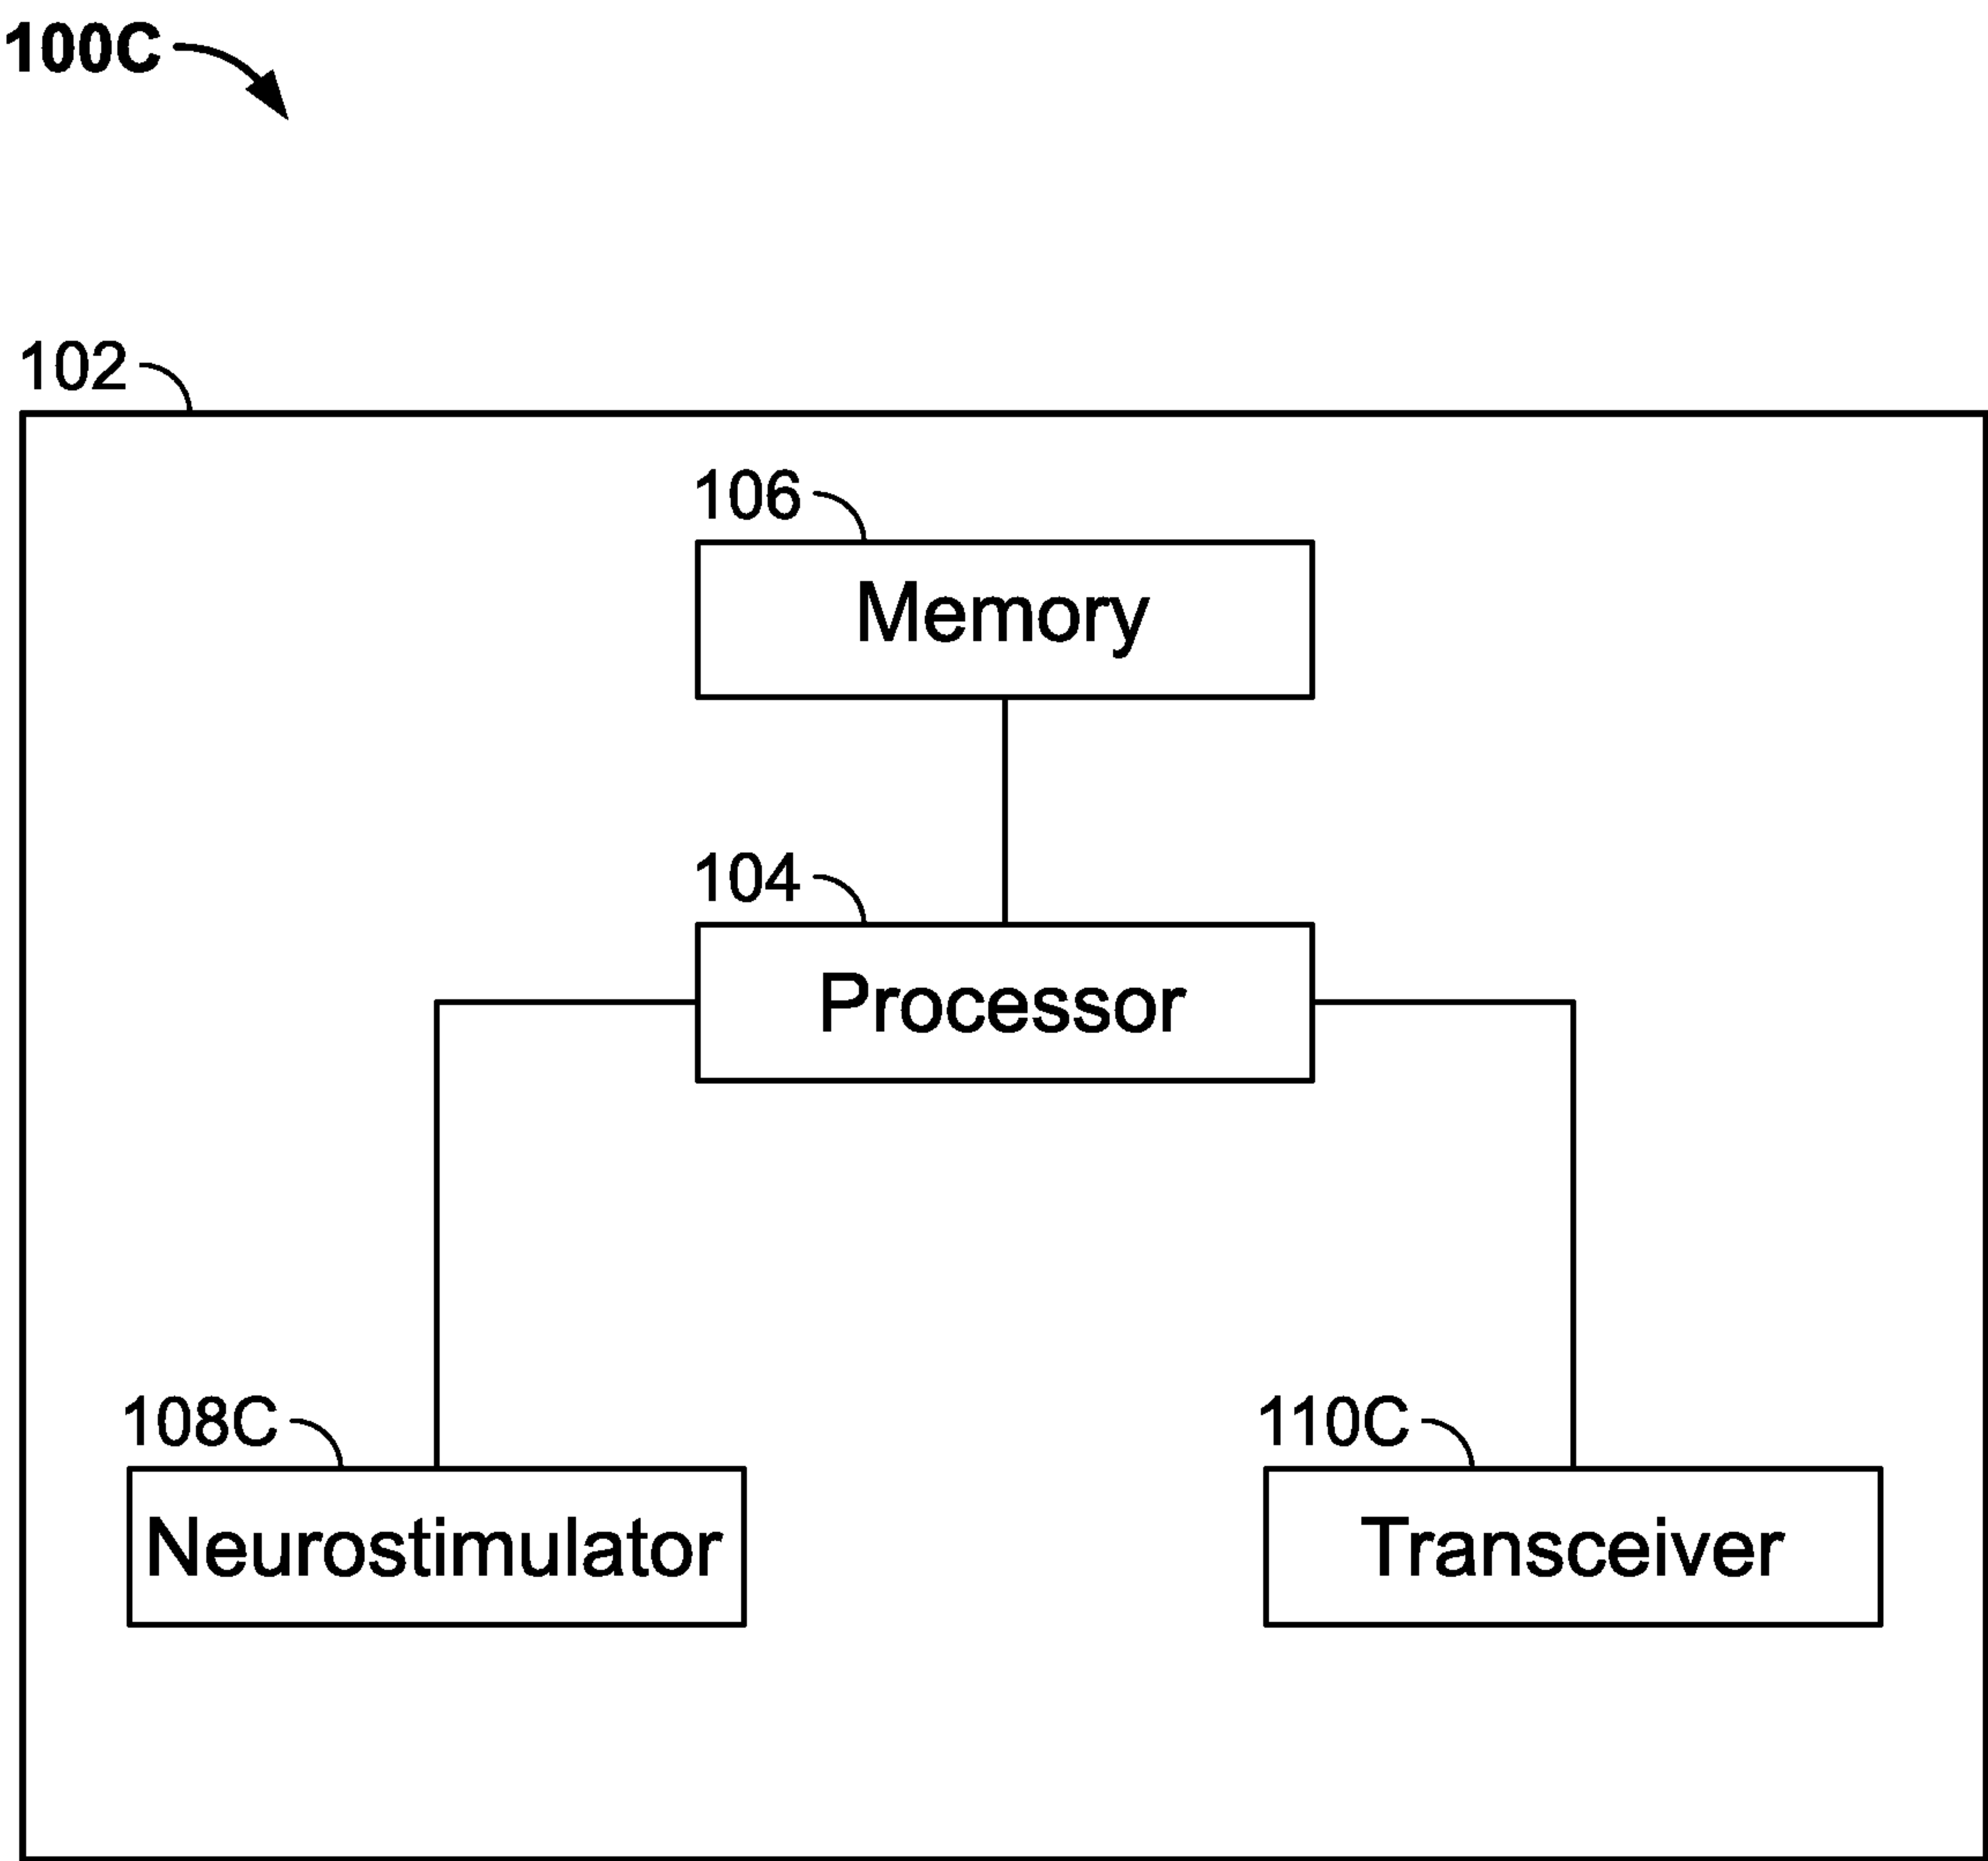 100C
102
106
Memory
104
Processor
108C
110C
Neurostimulator
Transceiver